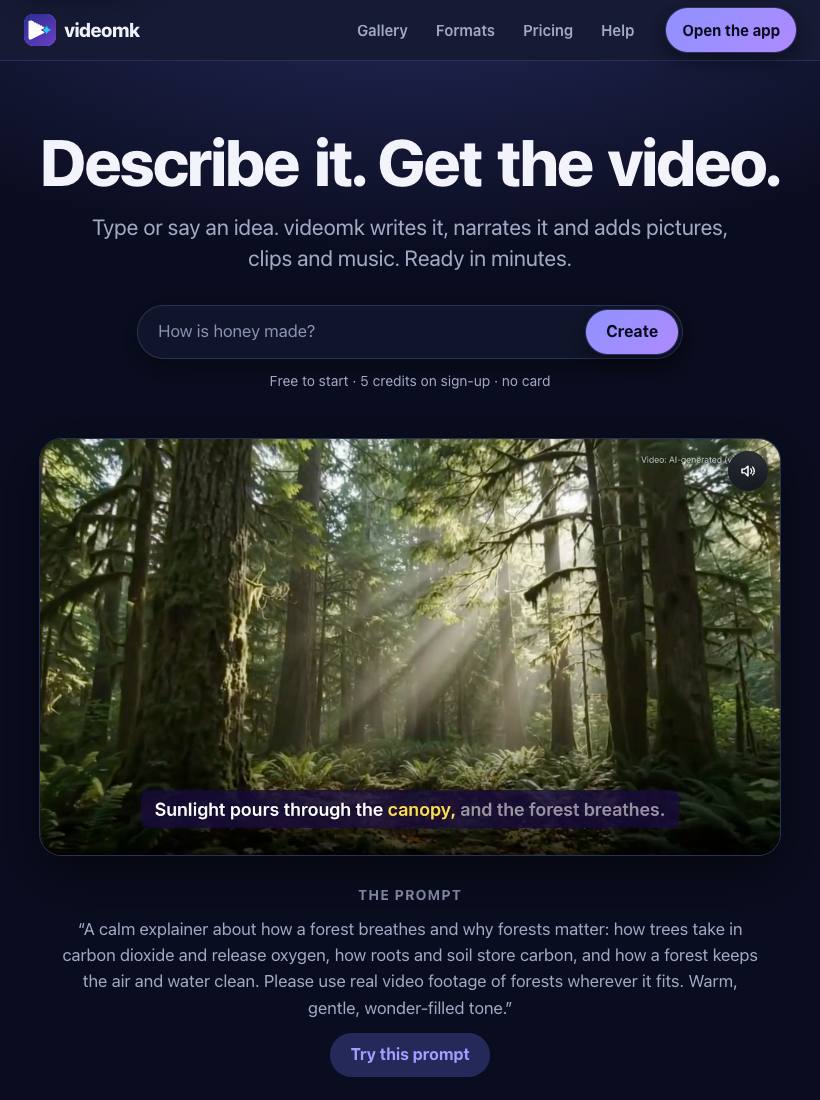 videomk
Gallery
Formats
Pricing
Help
Open the app
Describe it. Get the video.
Type or say an idea. videomk writes it, narrates it and adds pictures,
clips and music. Ready in minutes.
How is honey made?
Create
Free to start · 5 credits on sign-up · no card
Video: AI-generated
Sunlight pours through the canopy, and the forest breathes.
THE PROMPT
“A calm explainer about how a forest breathes and why forests matter: how trees take in
carbon dioxide and release oxygen, how roots and soil store carbon, and how a forest keeps
the air and water clean. Please use real video footage of forests wherever it fits. Warm,
gentle, wonder-filled tone.”
Try this prompt